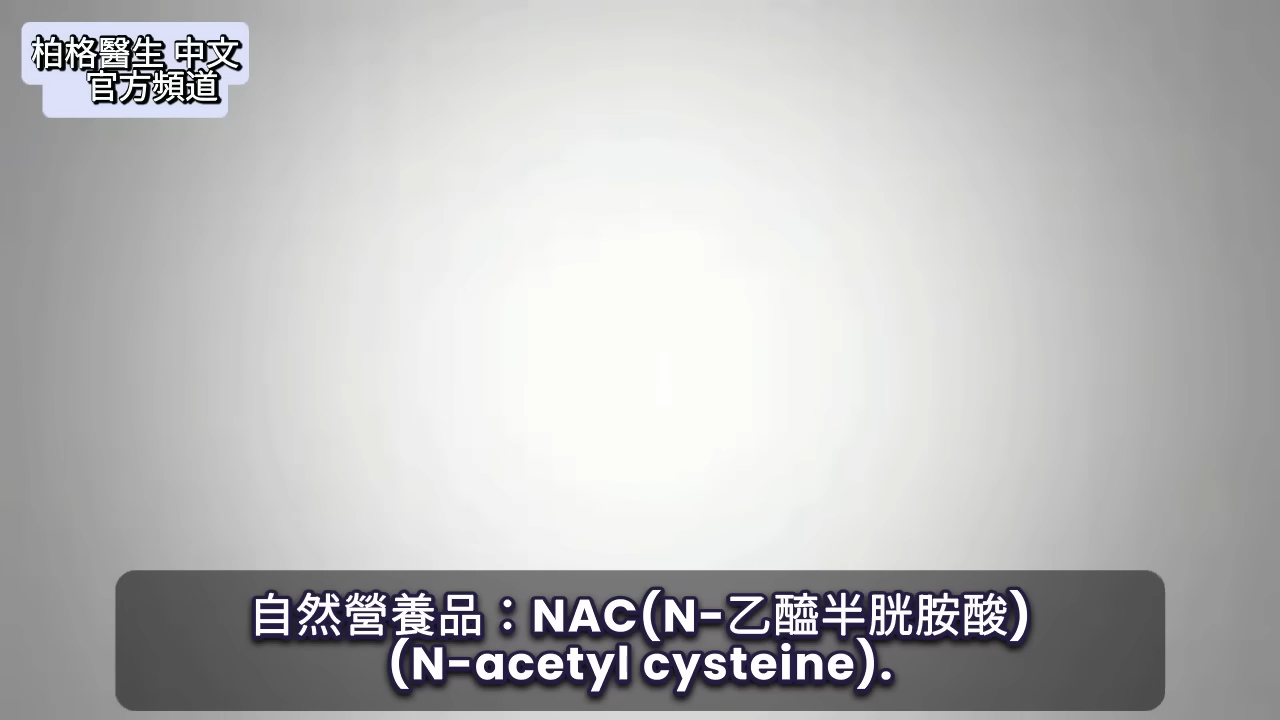 柏格醫生 中文
官方頻道
自然營養品：NAC(N-乙醯半胱胺酸)
(N-acetyl cysteine).